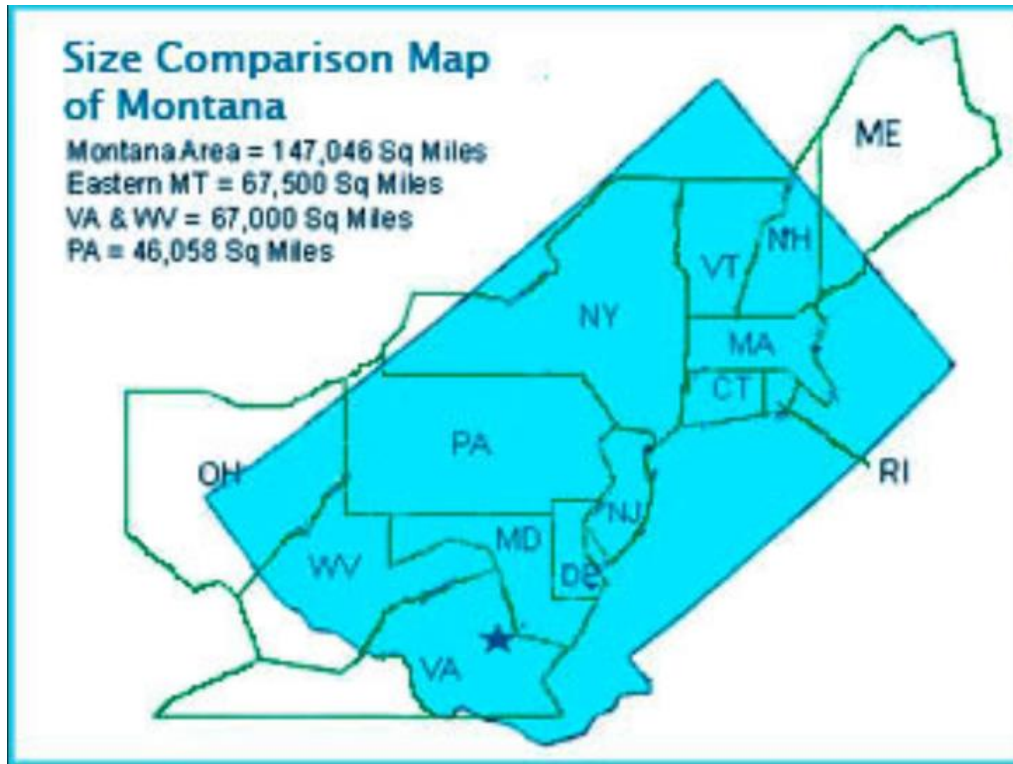 Size Comparison Map
of Montana
Montana Area = 147,046 Sq Miles
Eastern MT = 67,500 Sq Miles
VA & WV = 67,000 Sq Miles
PA = 46,058 Sq Miles
ME
NH
VT
NY
MA
CT
PA
OH
RI
NJ
MD
WV
DE
VA